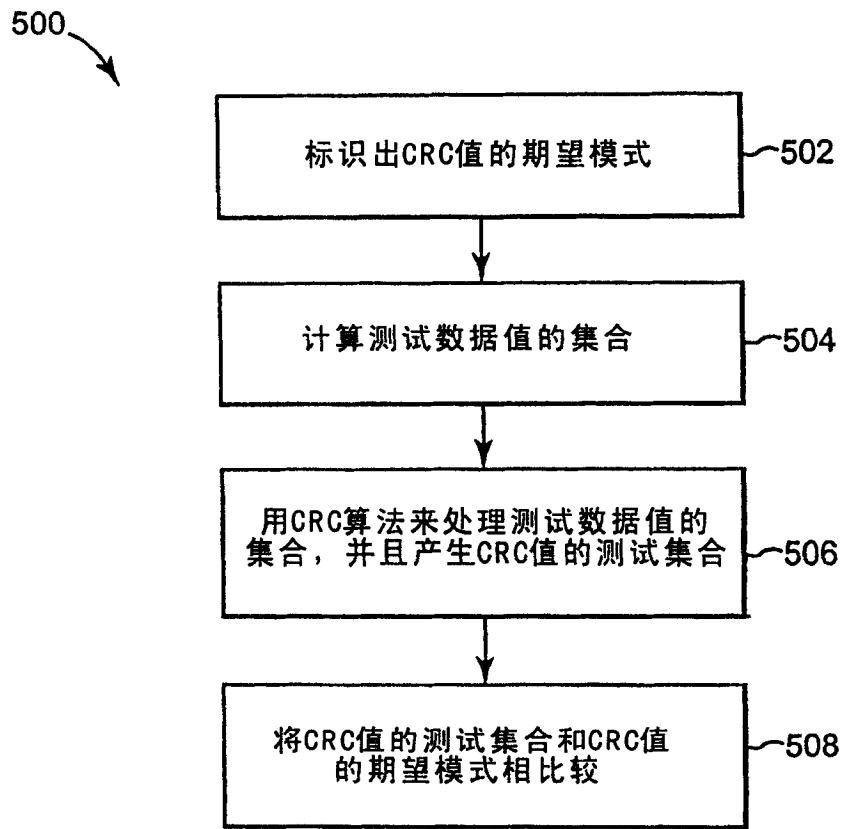 500
标识出CRC值的期望模式
502
计算测试数据值的集合
504
用CRC算法来处理测试数据值的
集合，并且产生CRC值的测试集合
506
将CRC值的测试集合和CRC值
的期望模式相比较
508